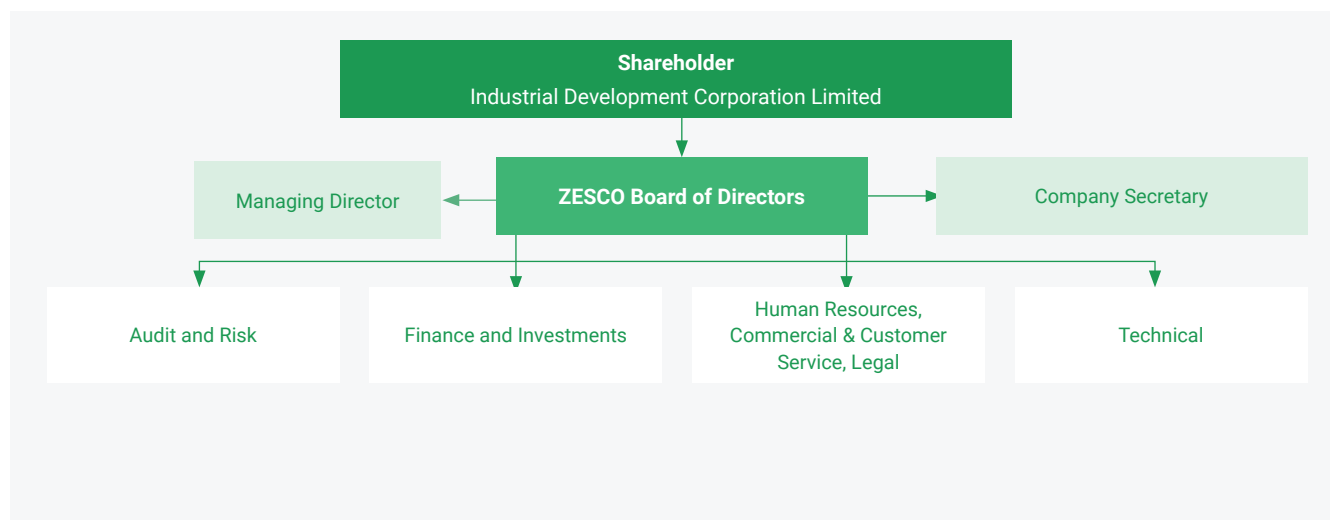 Shareholder
Industrial Development Corporation Limited
Managing Director
ZESCO Board of Directors
Company Secretary
Audit and Risk
Finance and Investments
Human Resources,
Commercial & Customer
Service, Legal
Technical